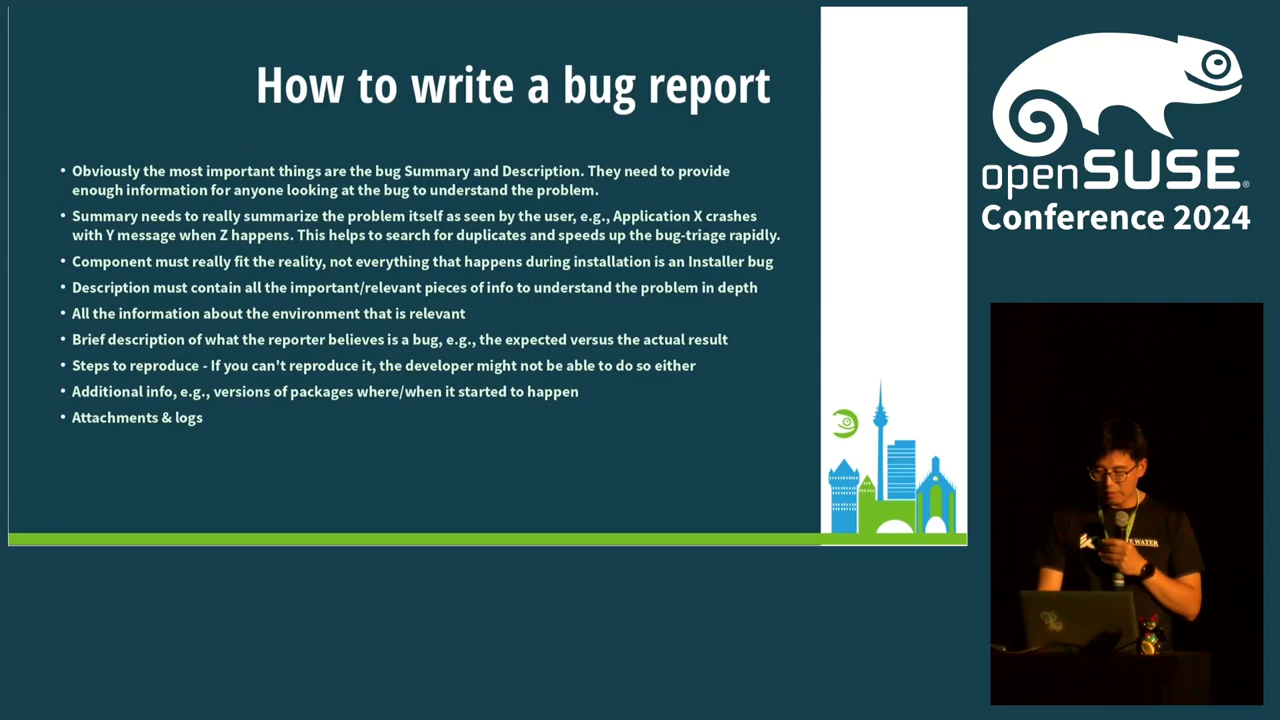 How to write a bug report
• Obviously the most important things are the bug Summary and Description. They need to provide
enough information for anyone looking at the bug to understand the problem.
• Summary needs to really summarize the problem itself as seen by the user, e.g., Application X crashes
with Y message when Z happens. This helps to search for duplicates and speeds up the bug-triage rapidly.
• Component must really fit the reality, not everything that happens during installation is an Installer bug
• Description must contain all the important/relevant pieces of info to understand the problem in depth
• All the information about the environment that is relevant
• Brief description of what the reporter believes is a bug, e.g., the expected versus the actual result
• Steps to reproduce - If you can't reproduce it, the developer might not be able to do so either
• Additional info, e.g., versions of packages where/when it started to happen
• Attachments & logs
openSUSE®
Conference 2024
WATER